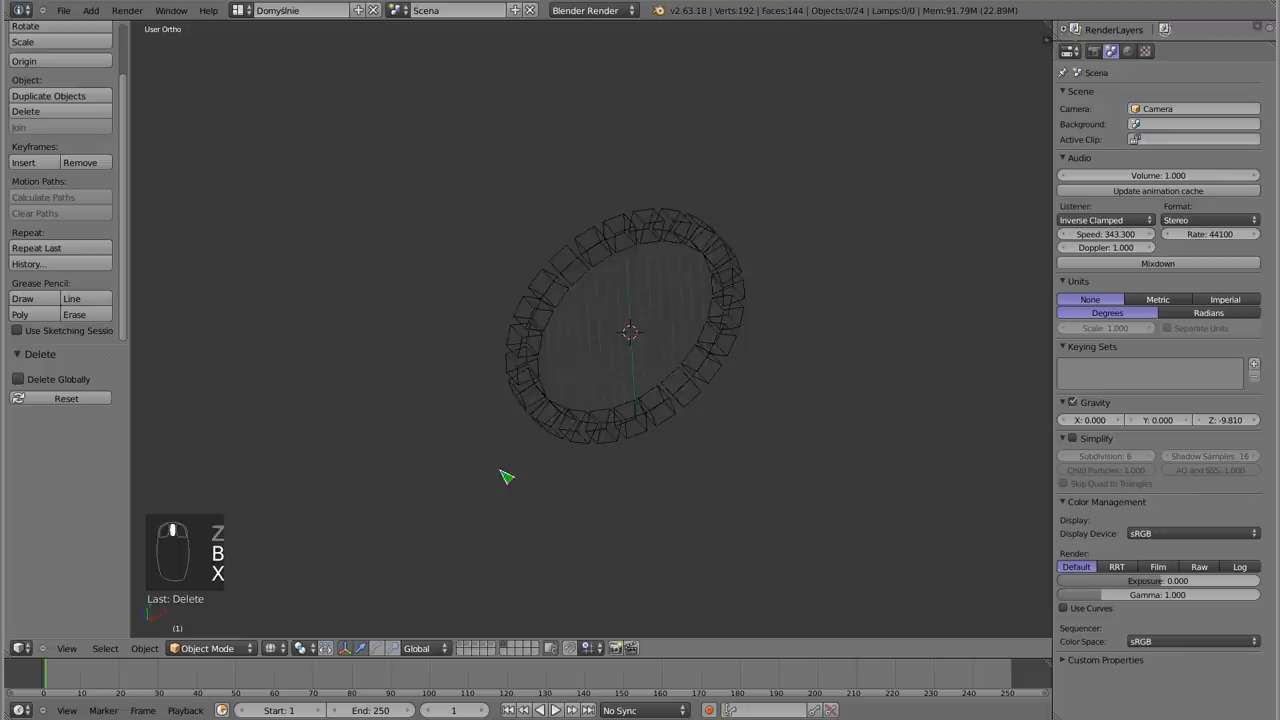 File Add Render Window Help Domyślnie Scena Blender Render v2.63.18 | Verts:192 | Faces:144 | Objects:0/24 | Lamps:0/0 | Mem:91.79M (22.89M)
Rotate
Scale
Origin
Object:
Duplicate Objects
Delete
Join
Keyframes:
Insert Remove
Motion Paths:
Calculate Paths
Clear Paths
Repeat:
Repeat Last
History...
Grease Pencil:
Draw Line
Poly Erase
Use Sketching Sessio
Delete
Delete Globally
Reset
User Ortho
Z
B
X
Last: Delete
(1)
View Select Object Object Mode Global
0 10 20 30 40 50 60 70 80 90 100 110 120 130 140 150 160 170 180 190 200 210 220 230 240 250
View Marker Frame Playback Start: 1 End: 250 1 No Sync
RenderLayers
Scena
Scene
Camera: Camera
Background:
Active Clip:
Audio
Volume: 1.000
Update animation cache
Listener: Format:
Inverse Clamped Stereo
Speed: 343.300 Rate: 44100
Doppler: 1.000
Mixdown
Units
None Metric Imperial
Degrees Radians
Scale: 1.000 Separate Units
Keying Sets
Gravity
X: 0.000 Y: 0.000 Z: -9.810
Simplify
Subdivision: 6 Shadow Samples: 16
Child Particles: 1.000 AO and SSS: 1.000
Skip Quad to Triangles
Color Management
Display:
Display Device: sRGB
Render:
Default RRT Film Raw Log
Exposure: 0.000
Gamma: 1.000
Use Curves
Sequencer:
Color Space: sRGB
Custom Properties